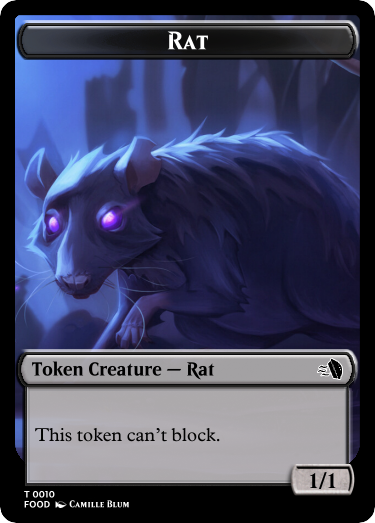 Rat
Token Creature — Rat
This token can't block.
1/1
T 0010
FOOD Camille Blum